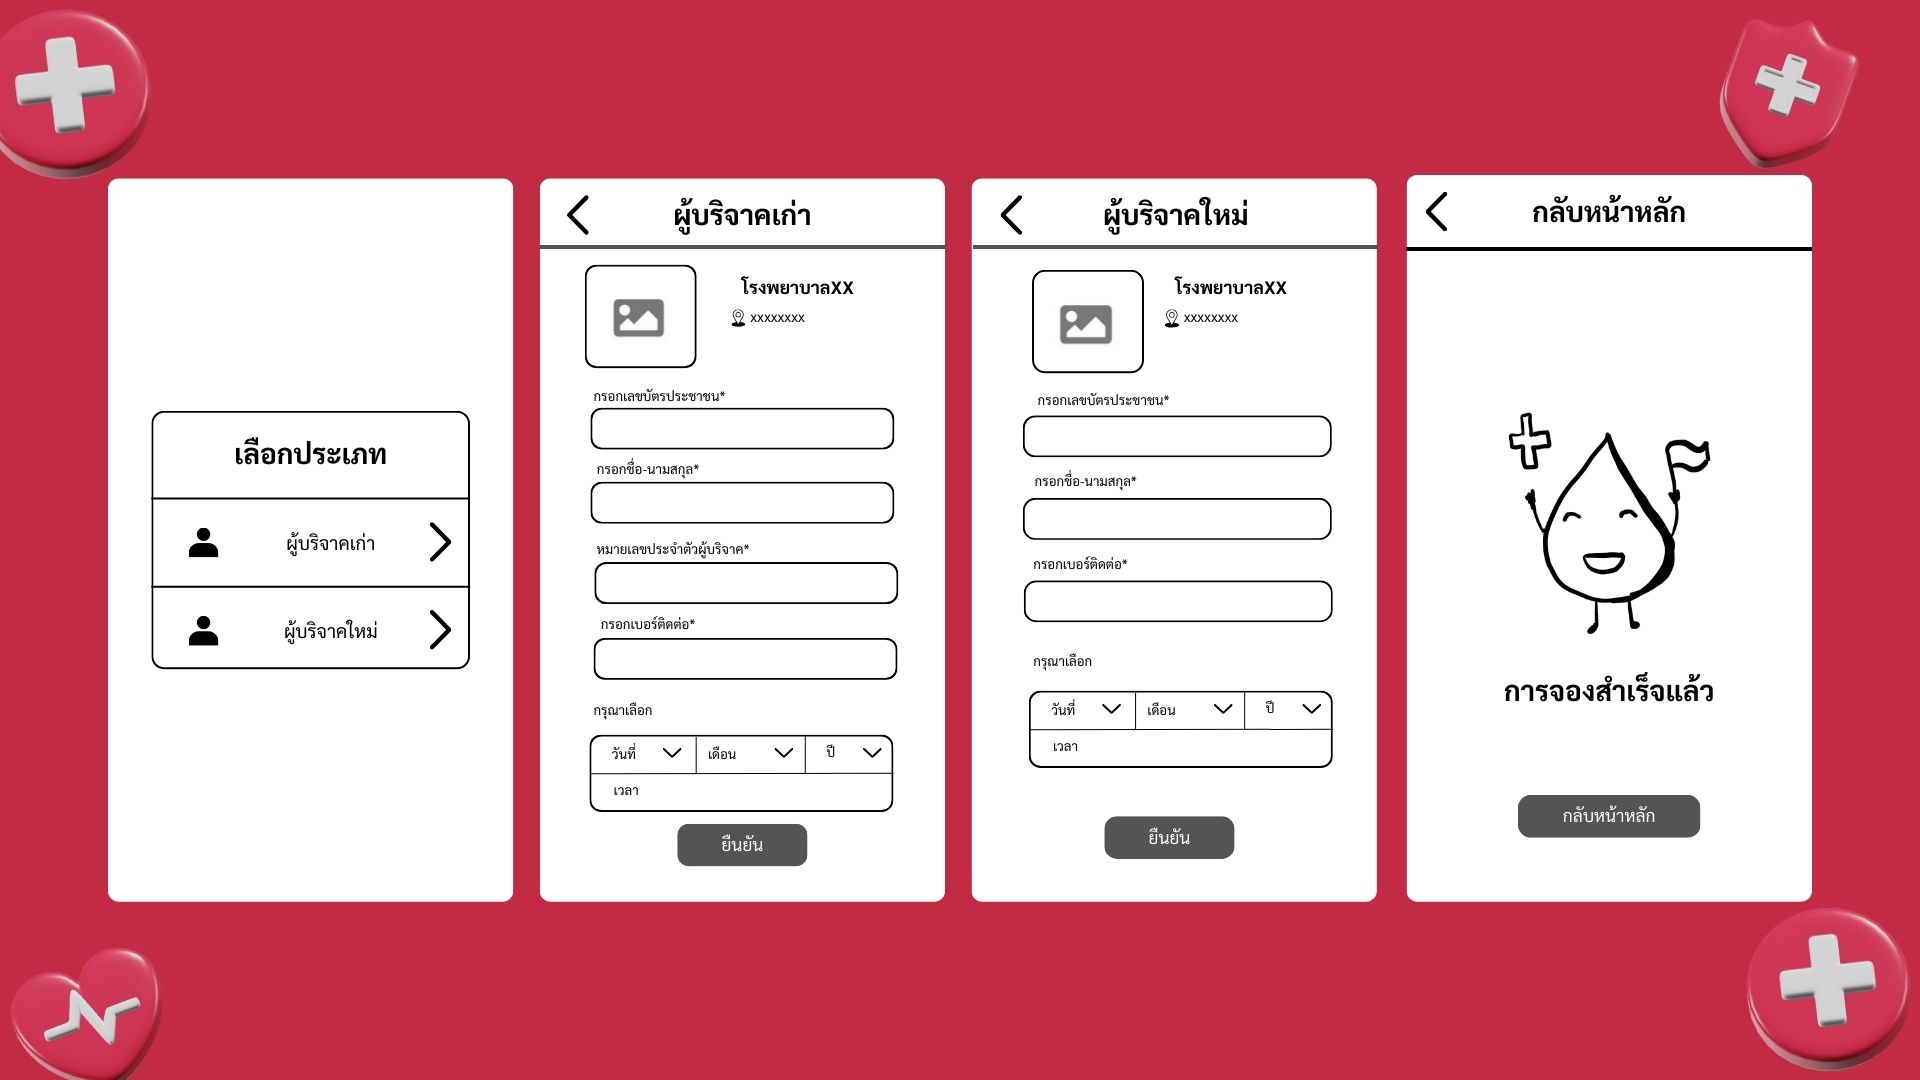 เลือกประเภท
ผู้บริจาคเก่า
ผู้บริจาคใหม่
ผู้บริจาคเก่า
โรงพยาบาลXX
xxxxxxxx
กรอกเลขบัตรประชาชน*
กรอกชื่อ-นามสกุล*
หมายเลขประจำตัวผู้บริจาค*
กรอกเบอร์ติดต่อ*
กรุณาเลือก
วันที่ เดือน ปี
เวลา
ยืนยัน
ผู้บริจาคใหม่
โรงพยาบาลXX
xxxxxxxx
กรอกเลขบัตรประชาชน*
กรอกชื่อ-นามสกุล*
กรอกเบอร์ติดต่อ*
กรุณาเลือก
วันที่ เดือน ปี
เวลา
ยืนยัน
กลับหน้าหลัก
การจองสำเร็จแล้ว
กลับหน้าหลัก